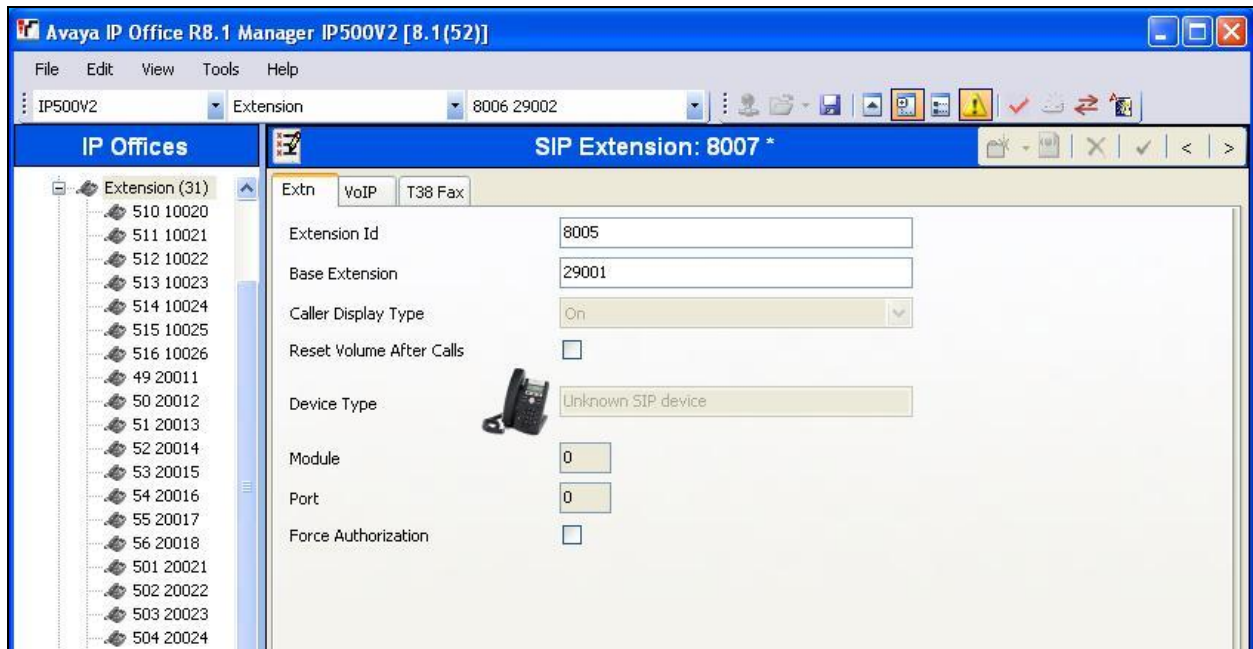 Avaya IP Office R8.1 Manager IP500V2 [8.1(52)]
File Edit View Tools Help
IP500V2 Extension 8006 29002
IP Offices
SIP Extension: 8007 *
Extension (31)
510 10020
511 10021
512 10022
513 10023
514 10024
515 10025
516 10026
49 20011
50 20012
51 20013
52 20014
53 20015
54 20016
55 20017
56 20018
501 20021
502 20022
503 20023
504 20024
Extn VoIP T38 Fax
Extension Id 8005
Base Extension 29001
Caller Display Type On
Reset Volume After Calls
Device Type Unknown SIP device
Module 0
Port 0
Force Authorization